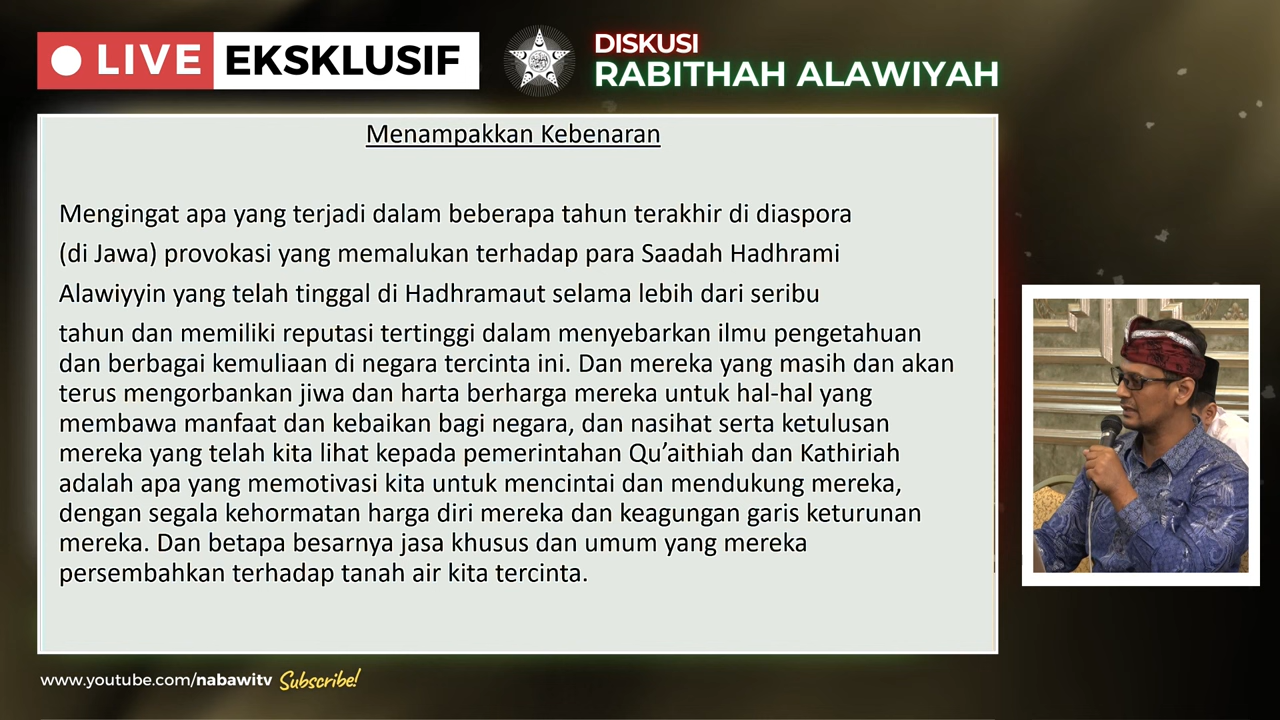 LIVE EKSKLUSIF
DISKUSI
RABITHAH ALAWIYAH
Menampakkan Kebenaran
Mengingat apa yang terjadi dalam beberapa tahun terakhir di diaspora
(di Jawa) provokasi yang memalukan terhadap para Saadah Hadhrami
Alawiyyin yang telah tinggal di Hadhramaut selama lebih dari seribu
tahun dan memiliki reputasi tertinggi dalam menyebarkan ilmu pengetahuan
dan berbagai kemuliaan di negara tercinta ini. Dan mereka yang masih dan akan
terus mengorbankan jiwa dan harta berharga mereka untuk hal-hal yang
membawa manfaat dan kebaikan bagi negara, dan nasihat serta ketulusan
mereka yang telah kita lihat kepada pemerintahan Qu’aithiah dan Kathiriah
adalah apa yang memotivasi kita untuk mencintai dan mendukung mereka,
dengan segala kehormatan harga diri mereka dan keagungan garis keturunan
mereka. Dan betapa besarnya jasa khusus dan umum yang mereka
persembahkan terhadap tanah air kita tercinta.
www.youtube.com/nabawitv Subscribe!